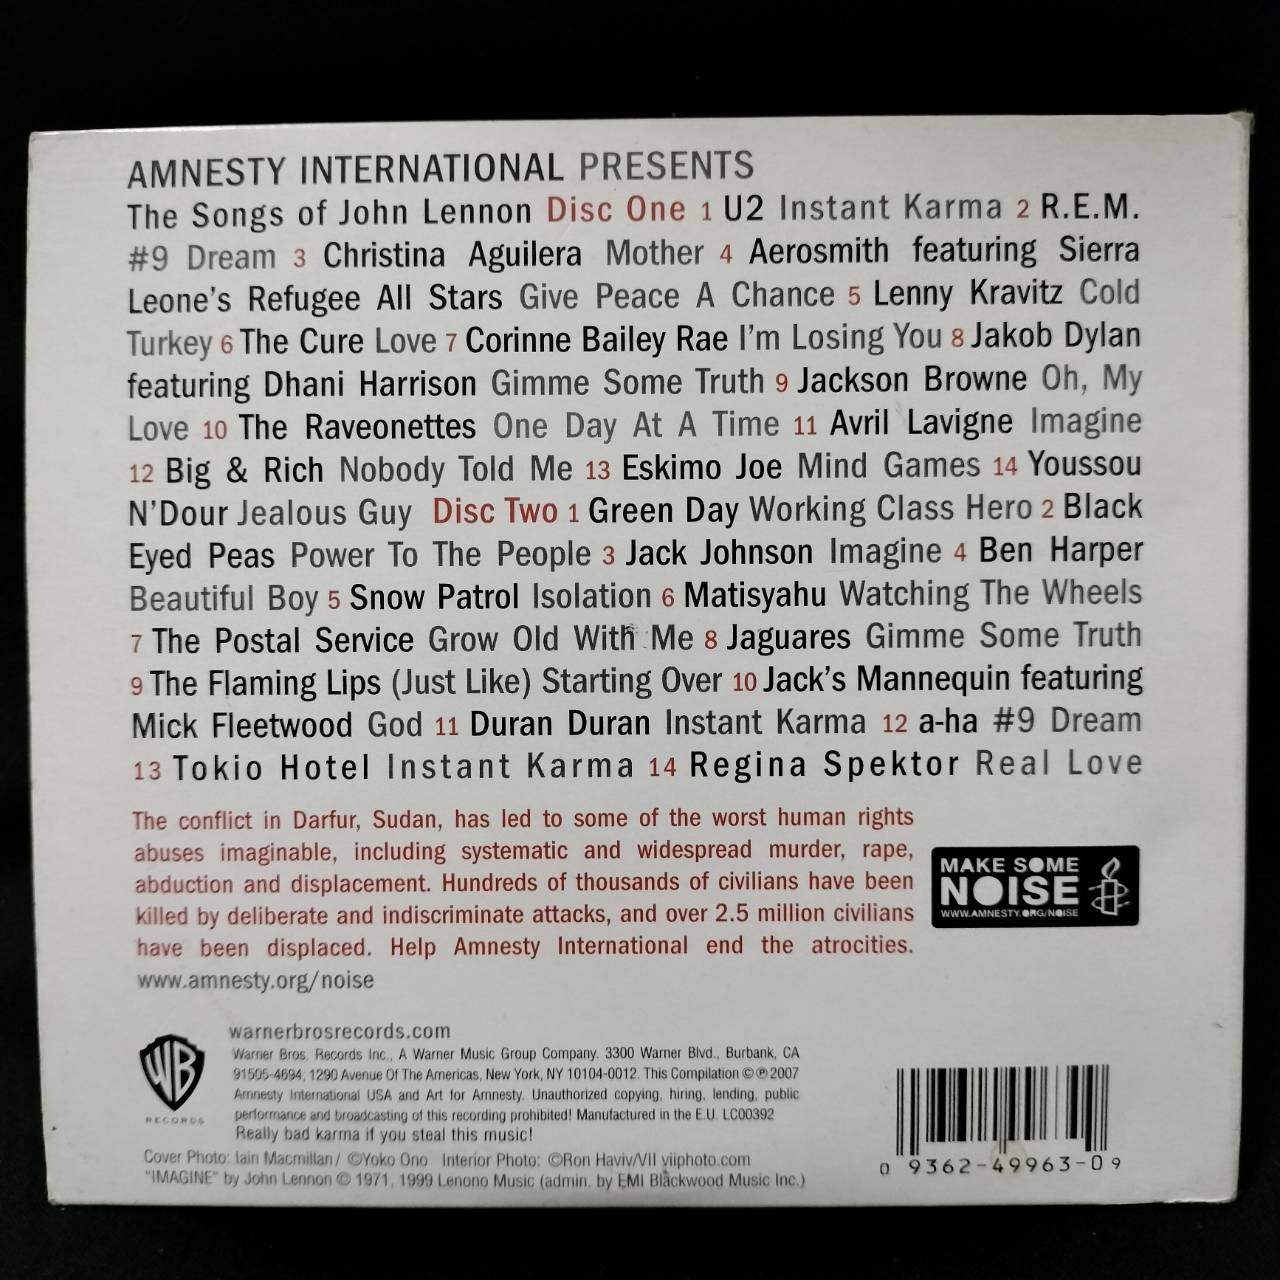 AMNESTY INTERNATIONAL PRESENTS
The Songs of John Lennon Disc One 1 U2 Instant Karma 2 R.E.M.
#9 Dream 3 Christina Aguilera Mother 4 Aerosmith featuring Sierra
Leone's Refugee All Stars Give Peace A Chance 5 Lenny Kravitz Cold
Turkey 6 The Cure Love 7 Corinne Bailey Rae I'm Losing You 8 Jakob Dylan
featuring Dhani Harrison Gimme Some Truth 9 Jackson Browne Oh, My
Love 10 The Raveonettes One Day At A Time 11 Avril Lavigne Imagine
12 Big & Rich Nobody Told Me 13 Eskimo Joe Mind Games 14 Youssou
N'Dour Jealous Guy Disc Two 1 Green Day Working Class Hero 2 Black
Eyed Peas Power To The People 3 Jack Johnson Imagine 4 Ben Harper
Beautiful Boy 5 Snow Patrol Isolation 6 Matisyahu Watching The Wheels
7 The Postal Service Grow Old With Me 8 Jaguares Gimme Some Truth
9 The Flaming Lips (Just Like) Starting Over 10 Jack's Mannequin featuring
Mick Fleetwood God 11 Duran Duran Instant Karma 12 a-ha #9 Dream
13 Tokio Hotel Instant Karma 14 Regina Spektor Real Love
The conflict in Darfur, Sudan, has led to some of the worst human rights
abuses imaginable, including systematic and widespread murder, rape,
abduction and displacement. Hundreds of thousands of civilians have been
killed by deliberate and indiscriminate attacks, and over 2.5 million civilians
have been displaced. Help Amnesty International end the atrocities.
www.amnesty.org/noise
MAKE SOME
NOISE
WWW.AMNESTY.ORG/NOISE
warnerbrosrecords.com
Warner Bros. Records Inc., A Warner Music Group Company. 3300 Warner Blvd., Burbank, CA
91505-4694; 1290 Avenue Of The Americas, New York, NY 10104-0012. This Compilation © ℗ 2007
Amnesty International USA and Art for Amnesty. Unauthorized copying, hiring, lending, public
performance and broadcasting of this recording prohibited! Manufactured in the E.U. LC00392
Really bad karma if you steal this music!
WB
RECORDS
Cover Photo: Iain Macmillan/ ©Yoko Ono Interior Photo: ©Ron Haviv/VII viiphoto.com
"IMAGINE" by John Lennon © 1971, 1999 Lenono Music (admin. by EMI Blackwood Music Inc.)
0 9362-49963-0 9